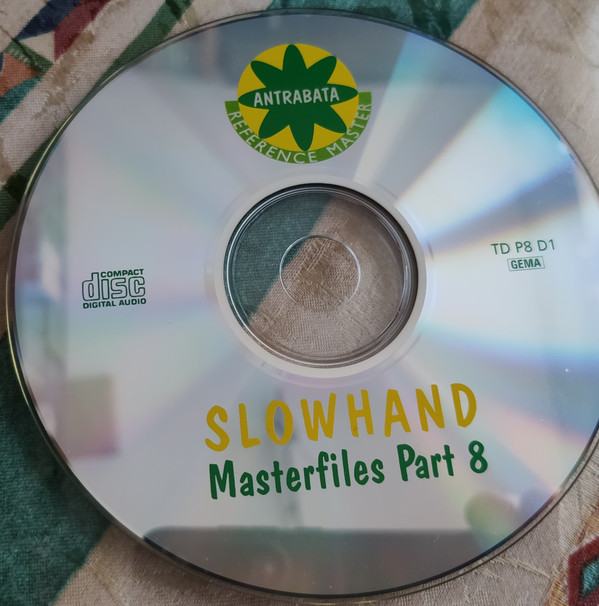 ANTRABATA
REFERENCE MASTER
COMPACT
disc
DIGITAL AUDIO
TD P8 D1
GEMA
SLOWHAND
Masterfiles Part 8